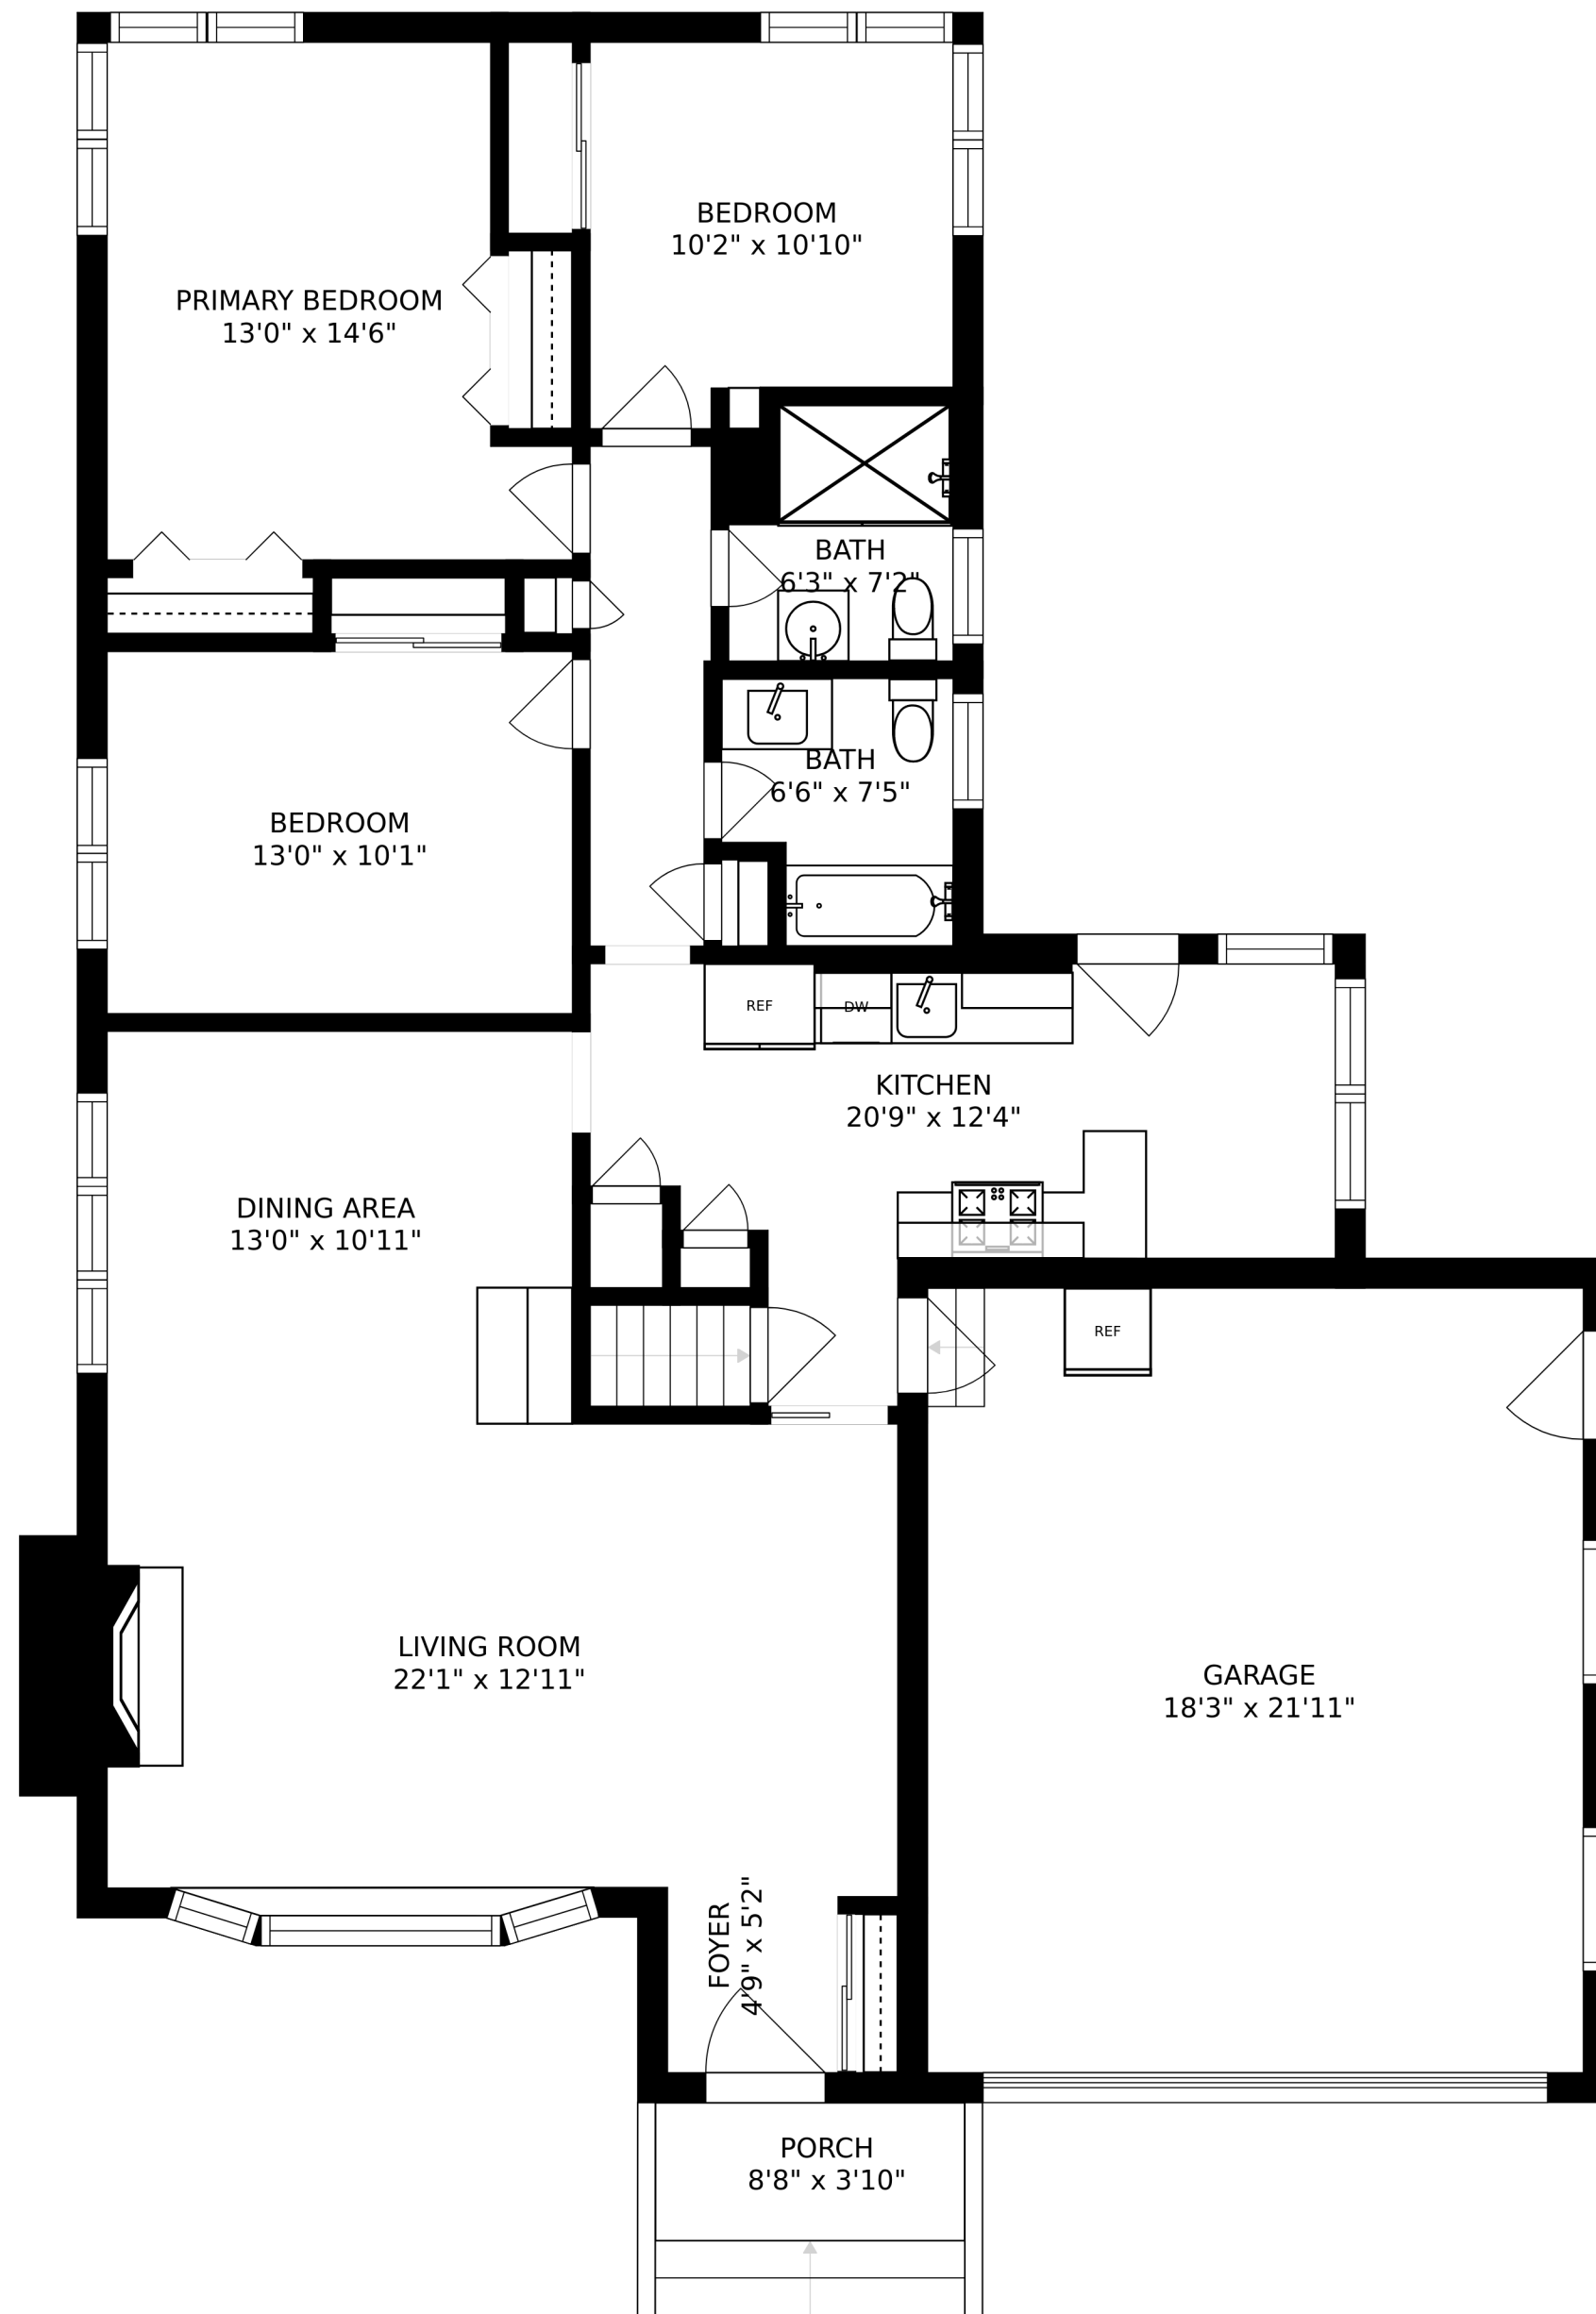 BEDROOM
10'2" x 10'10"
PRIMARY BEDROOM
13'0" x 14'6"
BATH
6'3" x 7'2"
BATH
6'6" x 7'5"
BEDROOM
13'0" x 10'1"
REF
DW
KITCHEN
20'9" x 12'4"
DINING AREA
13'0" x 10'11"
REF
LIVING ROOM
22'1" x 12'11"
GARAGE
18'3" x 21'11"
FOYER
4'9" x 5'2"
PORCH
8'8" x 3'10"